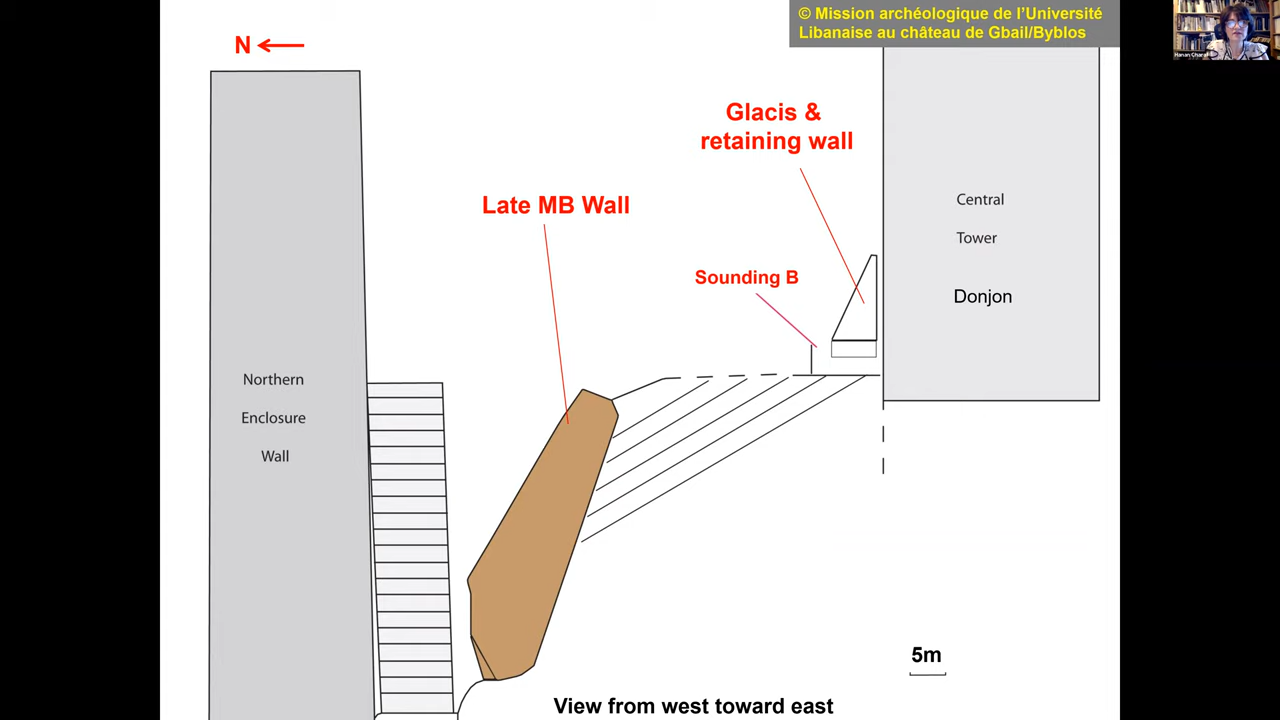 © Mission archéologique de l’Université
Libanaise au château de Gbail/Byblos
N
Glacis &
retaining wall
Late MB Wall
Sounding B
Central
Tower
Donjon
Northern
Enclosure
Wall
5m
View from west toward east